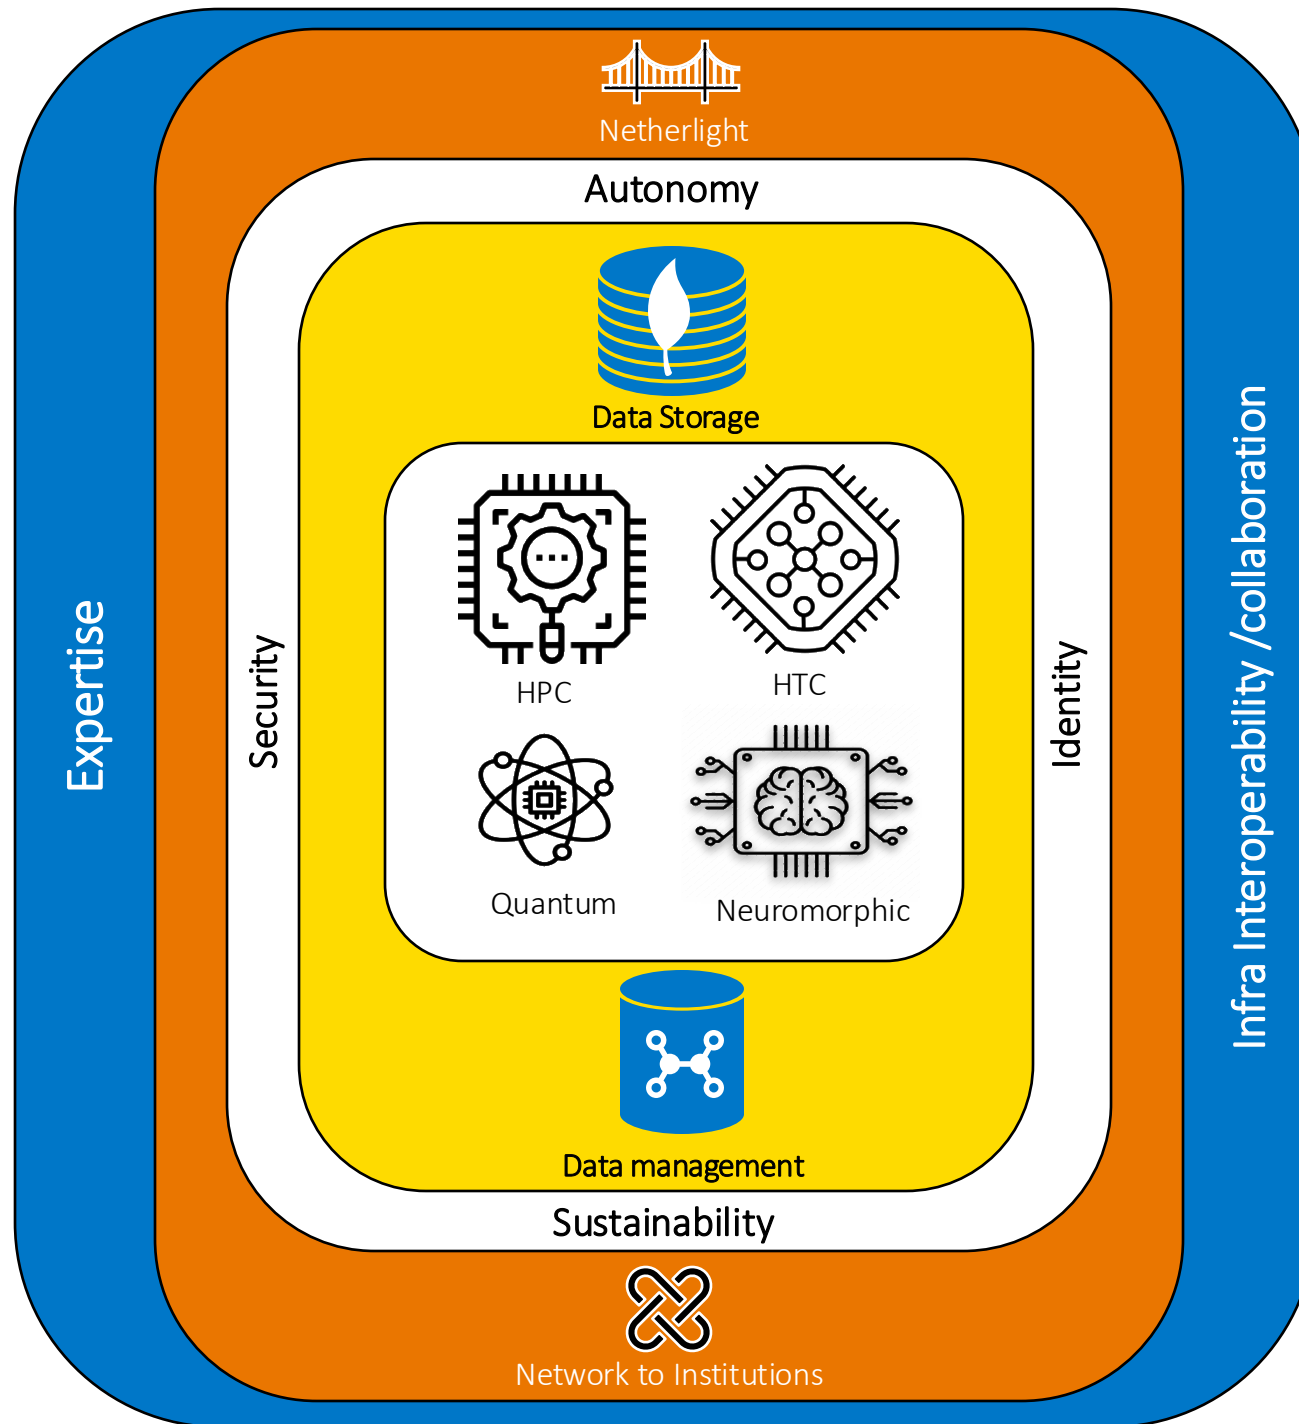 Netherlight
Autonomy
Data Storage
HPC
HTC
Expertise
Security
Identity
Infra Interoperability /collaboration
Quantum
Neuromorphic
Data management
Sustainability
Network to Institutions